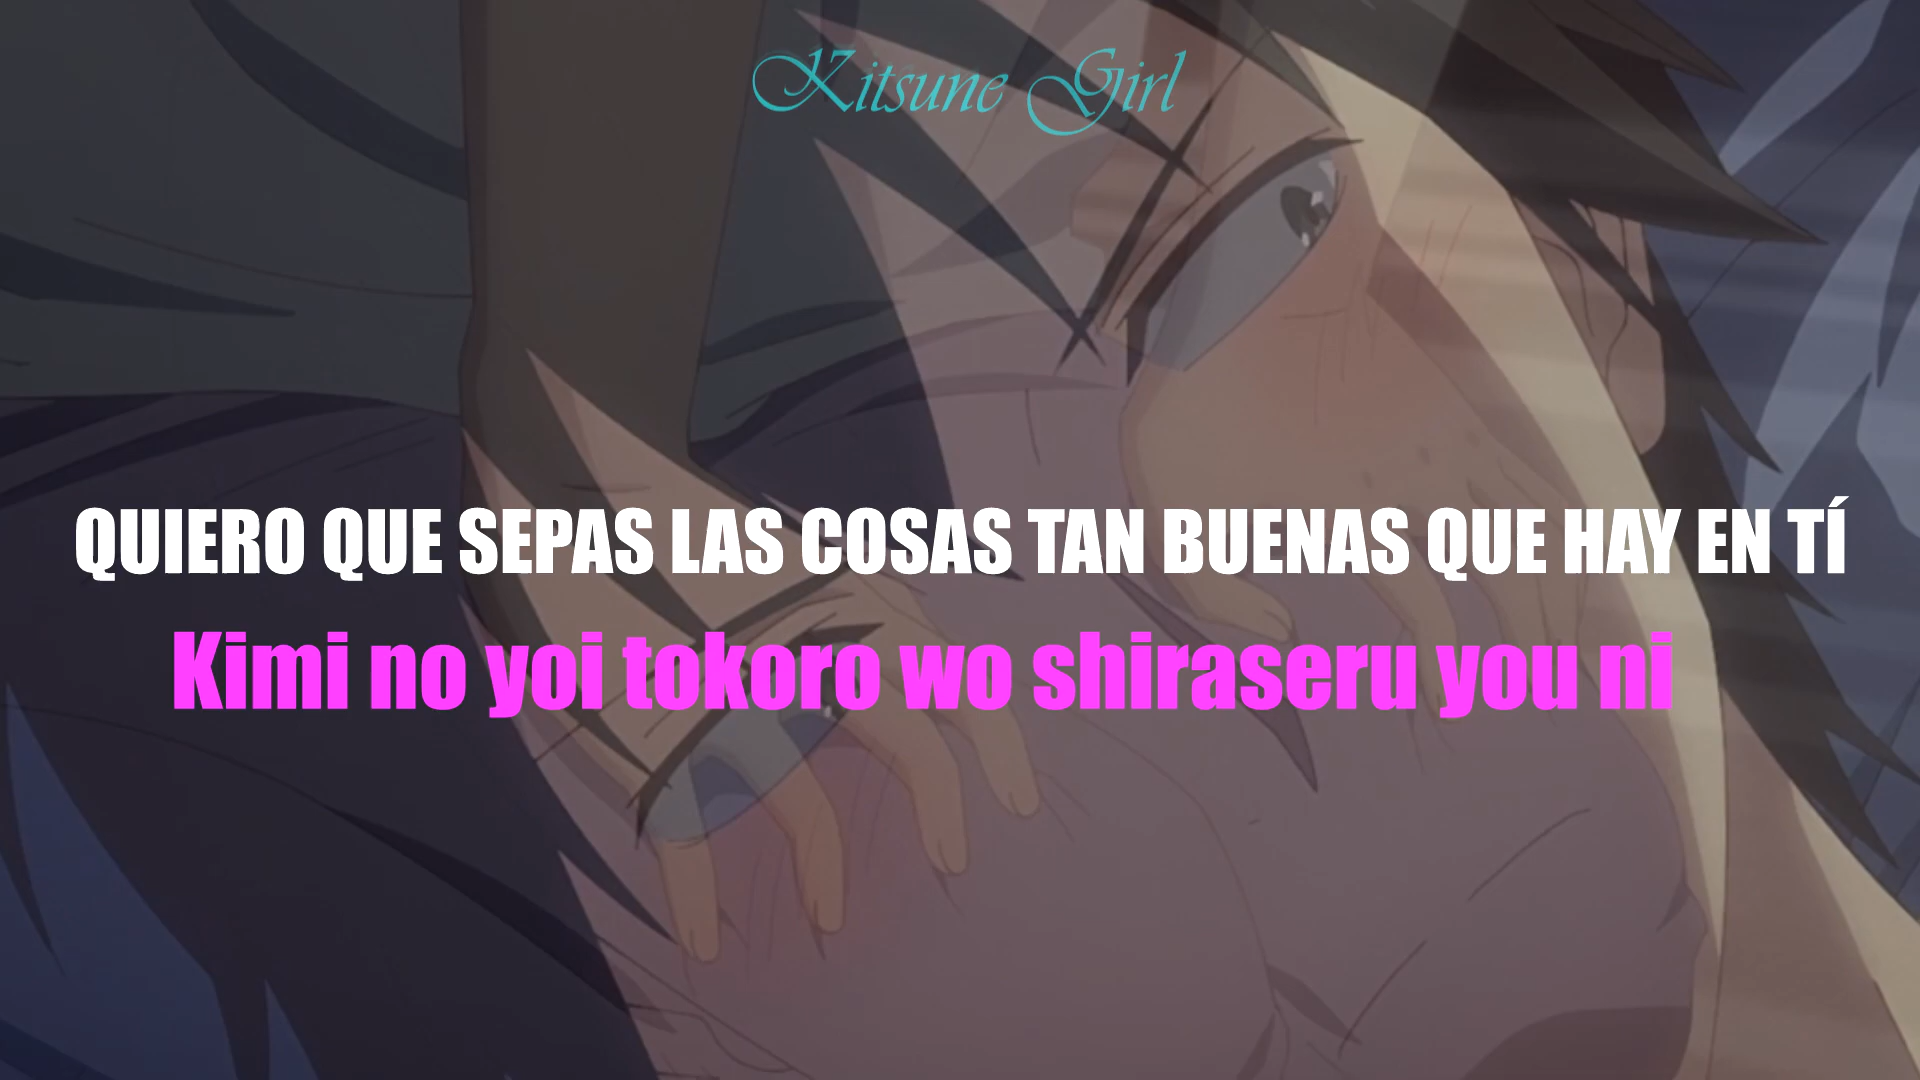 Kitsune Girl
QUIERO QUE SEPAS LAS COSAS TAN BUENAS QUE HAY EN TÍ
Kimi no yoi tokoro wo shiraseru you ni